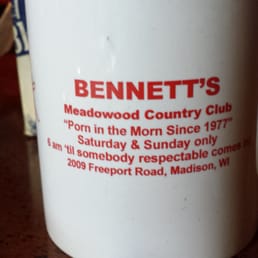 BENNETT'S
Meadowood Country Club
"Porn in the Morn Since 1977"
Saturday & Sunday only
6 am 'til somebody respectable comes in
2009 Freeport Road, Madison, WI